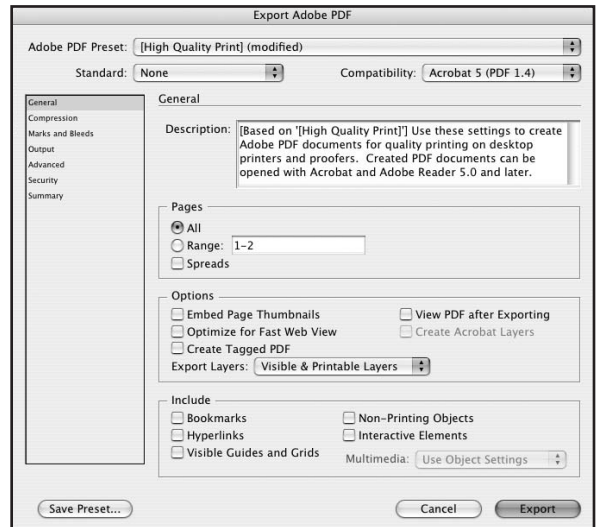 Export Adobe PDF
Adobe PDF Preset: [High Quality Print] (modified)
Standard: None Compatibility: Acrobat 5 (PDF 1.4)
General
Compression
Marks and Bleeds
Output
Advanced
Security
Summary
General
Description: [Based on '[High Quality Print]'] Use these settings to create
Adobe PDF documents for quality printing on desktop
printers and proofers. Created PDF documents can be
opened with Acrobat and Adobe Reader 5.0 and later.
Pages
All
Range: 1-2
Spreads
Options
Embed Page Thumbnails View PDF after Exporting
Optimize for Fast Web View Create Acrobat Layers
Create Tagged PDF
Export Layers: Visible & Printable Layers
Include
Bookmarks Non-Printing Objects
Hyperlinks Interactive Elements
Visible Guides and Grids Multimedia: Use Object Settings
Save Preset... Cancel Export